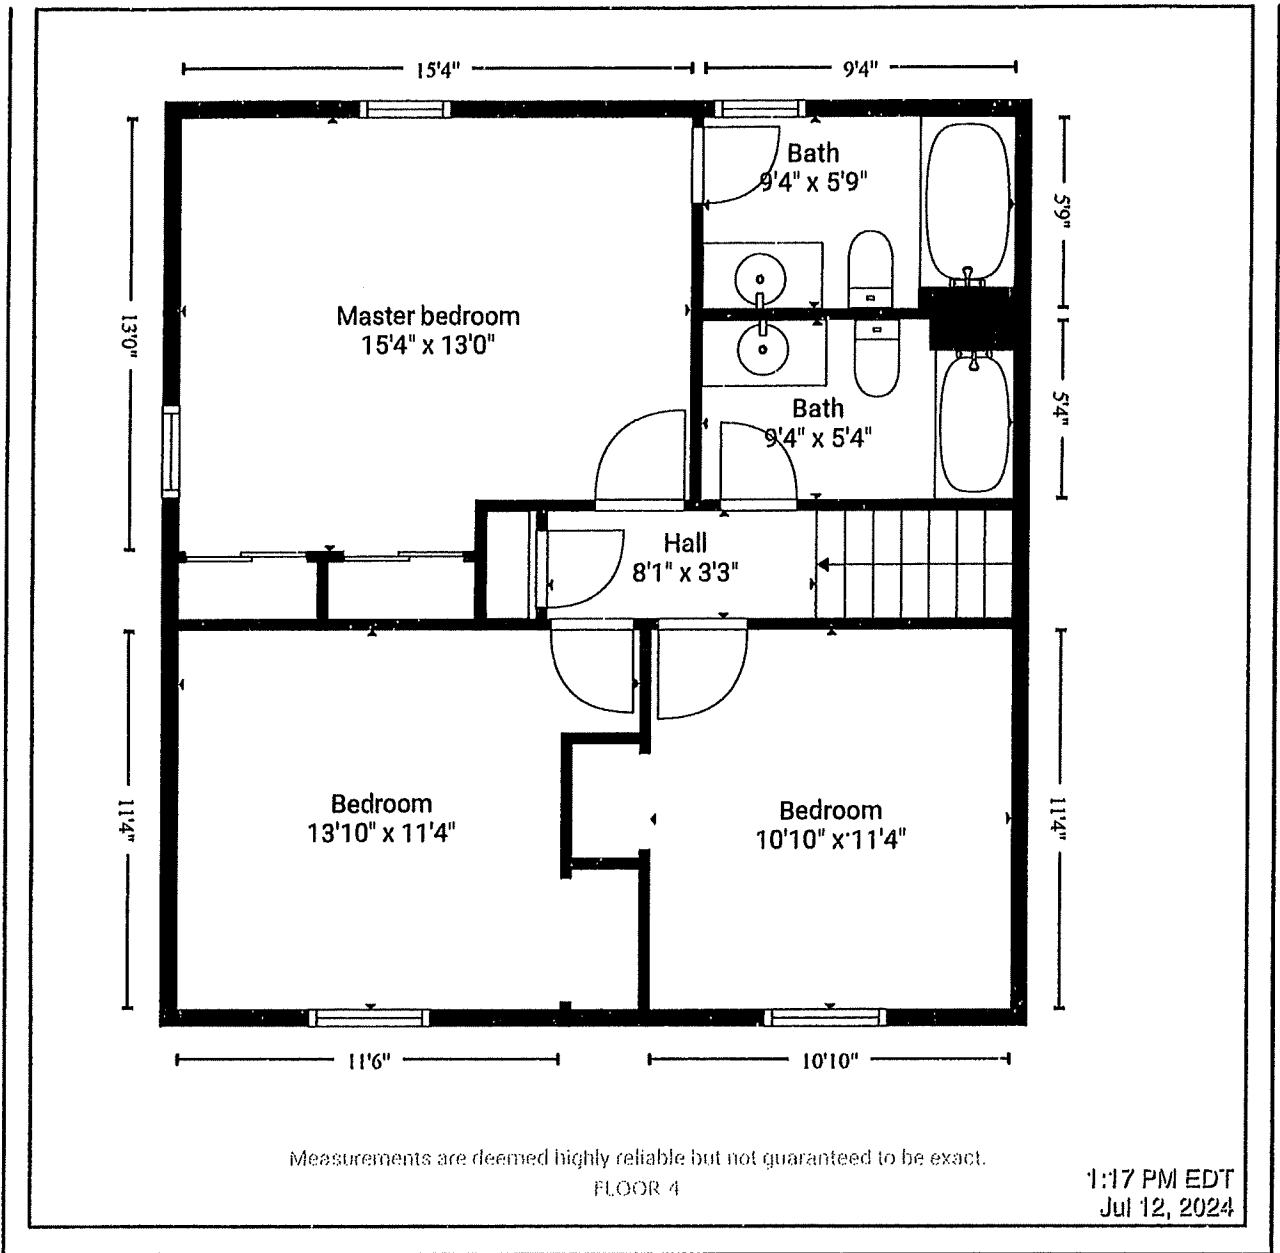 15'4"
9'4"
Bath
9'4" x 5'9"
5'9"
Master bedroom
15'4" x 13'0"
13'0"
Bath
9'4" x 5'4"
5'4"
Hall
8'1" x 3'3"
Bedroom
13'10" x 11'4"
11'4"
Bedroom
10'10" x 11'4"
11'4"
11'6"
10'10"
Measurements are deemed highly reliable but not guaranteed to be exact.
FLOOR 4
1:17 PM EDT
Jul 12, 2024